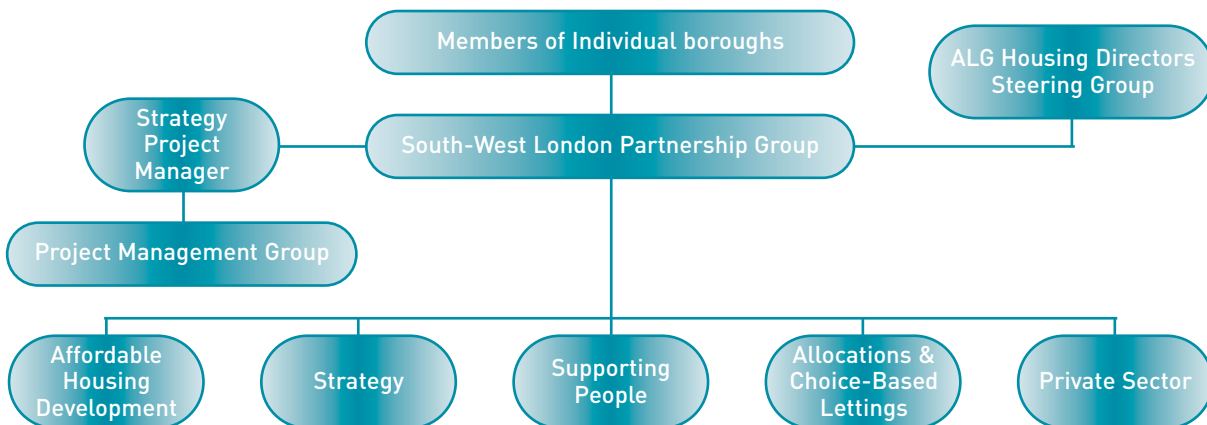 Members of Individual boroughs
ALG Housing Directors
Steering Group
Strategy
Project
Manager
South-West London Partnership Group
Project Management Group
Affordable
Housing
Development
Strategy
Supporting
People
Allocations &
Choice-Based
Lettings
Private Sector